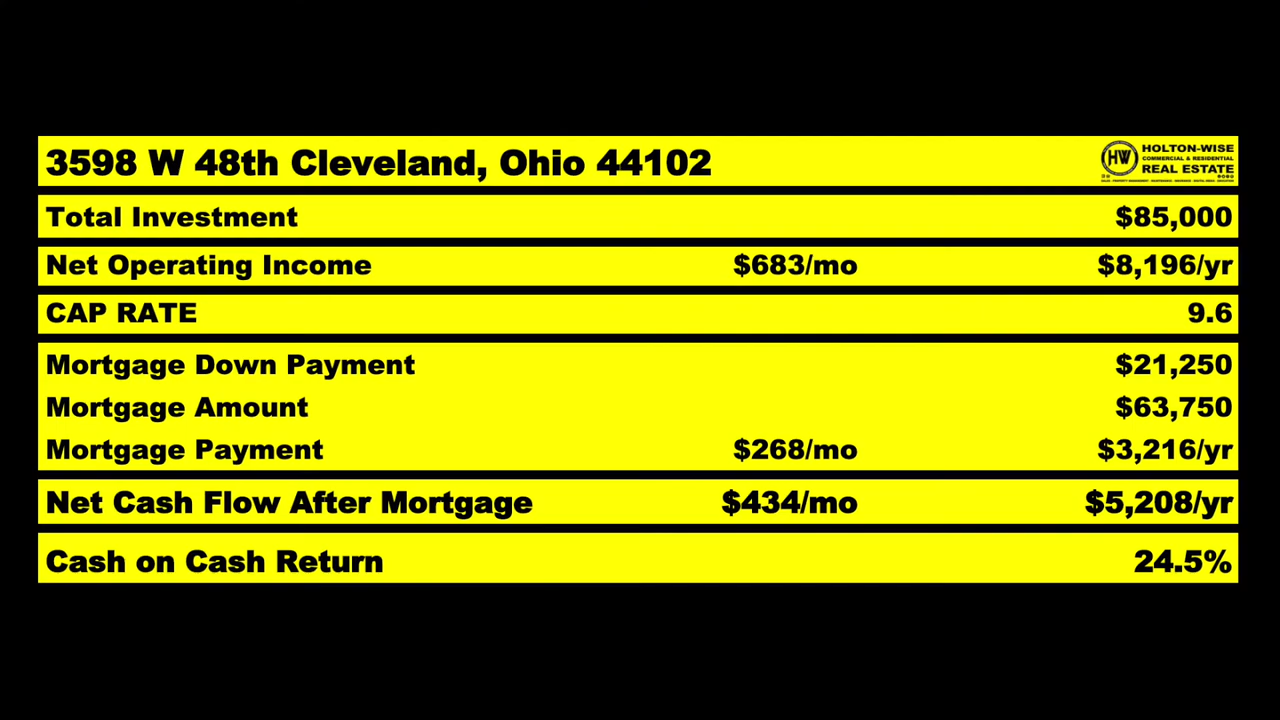 3598 W 48th Cleveland, Ohio 44102
HW
HOLTON-WISE
COMMERCIAL & RESIDENTIAL
REAL ESTATE
Total Investment $85,000
Net Operating Income $683/mo $8,196/yr
CAP RATE 9.6
Mortgage Down Payment $21,250
Mortgage Amount $63,750
Mortgage Payment $268/mo $3,216/yr
Net Cash Flow After Mortgage $434/mo $5,208/yr
Cash on Cash Return 24.5%